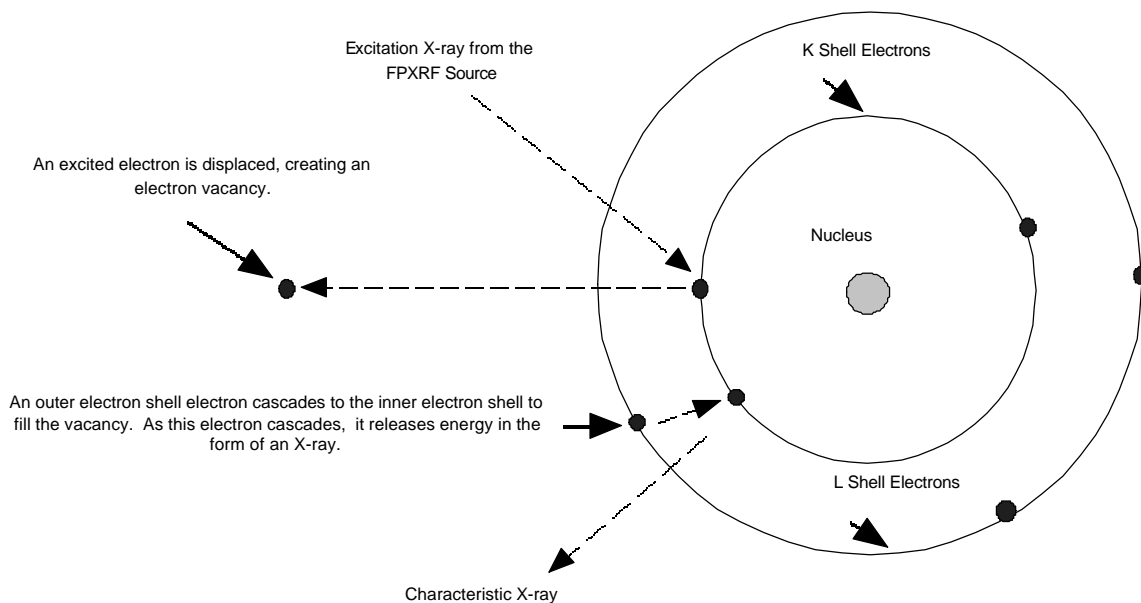 Excitation X-ray from the
FPXRF Source
K Shell Electrons
An excited electron is displaced, creating an
electron vacancy.
Nucleus
An outer electron shell electron cascades to the inner electron shell to
fill the vacancy.  As this electron cascades,  it releases energy in the
form of an X-ray.
L Shell Electrons
Characteristic X-ray